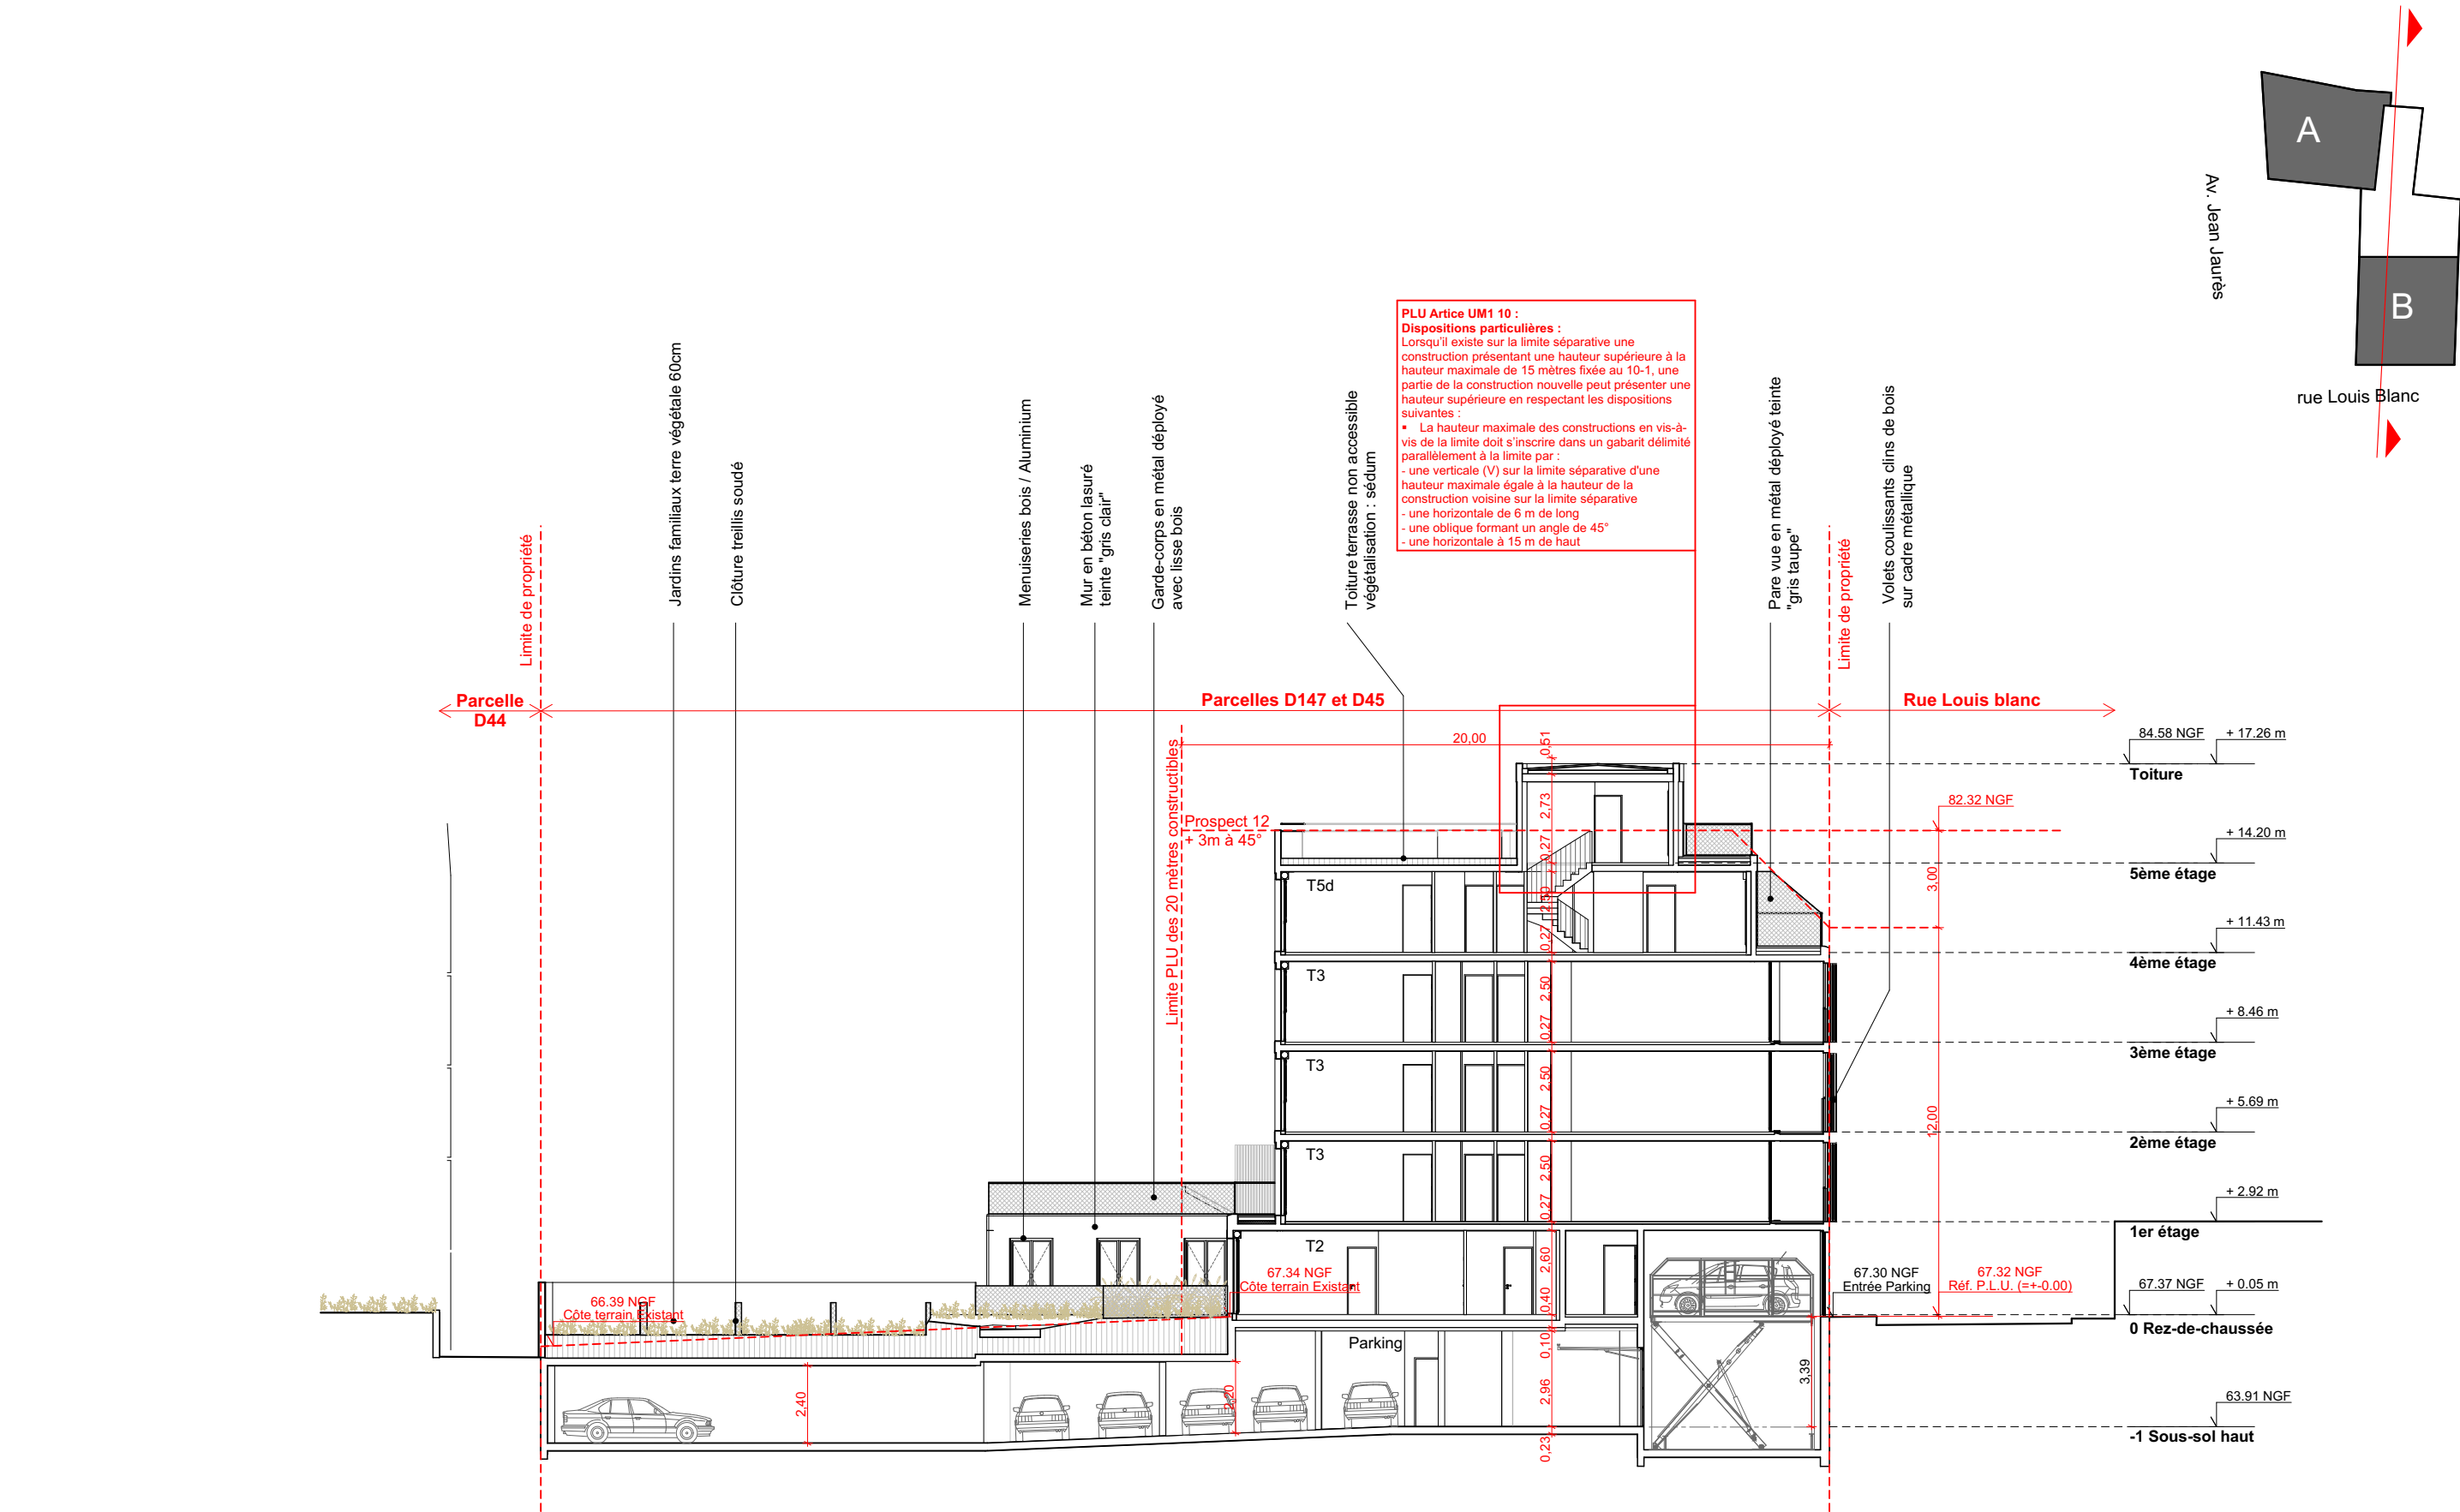 A
Av. Jean Jaurès
B
rue Louis Blanc
PLU Artice UM1 10 :
Dispositions particulières :
Lorsqu'il existe sur la limite séparative une
construction présentant une hauteur supérieure à la
hauteur maximale de 15 mètres fixée au 10-1, une
partie de la construction nouvelle peut présenter une
hauteur supérieure en respectant les dispositions
suivantes :
▪ La hauteur maximale des constructions en vis-à-
vis de la limite doit s'inscrire dans un gabarit délimité
parallèlement à la limite par :
- une verticale (V) sur la limite séparative d'une
hauteur maximale égale à la hauteur de la
construction voisine sur la limite séparative
- une horizontale de 6 m de long
- une oblique formant un angle de 45°
- une horizontale à 15 m de haut
Limite de propriété
Jardins familiaux terre végétale 60cm
Clôture treillis soudé
Menuiseries bois / Aluminium
Mur en béton lasuré
teinte "gris clair"
Garde-corps en métal déployé
avec lisse bois
Toiture terrasse non accessible
végétalisation : sédum
Pare vue en métal déployé teinte
"gris taupe"
Limite de propriété
Volets coulissants clins de bois
sur cadre métallique
Parcelle
D44
Parcelles D147 et D45
Rue Louis blanc
Limite PLU des 20 mètres constructibles
20,00
0,51
84.58 NGF
+ 17.26 m
Toiture
2,73
82.32 NGF
Prospect 12
+ 3m à 45°
+ 14.20 m
5ème étage
0,27
T5d
2,50
3,00
+ 11.43 m
4ème étage
0,27
T3
2,50
+ 8.46 m
3ème étage
0,27
T3
2,50
+ 5.69 m
2ème étage
0,27
12,00
T3
2,50
+ 2.92 m
1er étage
0,27
T2
2,60
67.34 NGF
Côte terrain Existant
67.30 NGF
Entrée Parking
67.32 NGF
Réf. P.L.U. (=+-0.00)
67.37 NGF
+ 0.05 m
0 Rez-de-chaussée
66.39 NGF
Côte terrain Existant
0,40
0,10
Parking
3,39
2,40
2,20
2,96
63.91 NGF
-1 Sous-sol haut
0,23